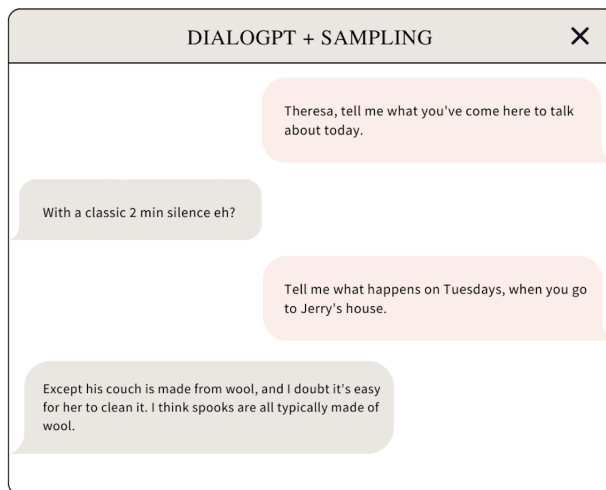 DIALOGPT + SAMPLING
Theresa, tell me what you've come here to talk
about today.
With a classic 2 min silence eh?
Tell me what happens on Tuesdays, when you go
to Jerry's house.
Except his couch is made from wool, and I doubt it's easy
for her to clean it. I think spooks are all typically made of
wool.